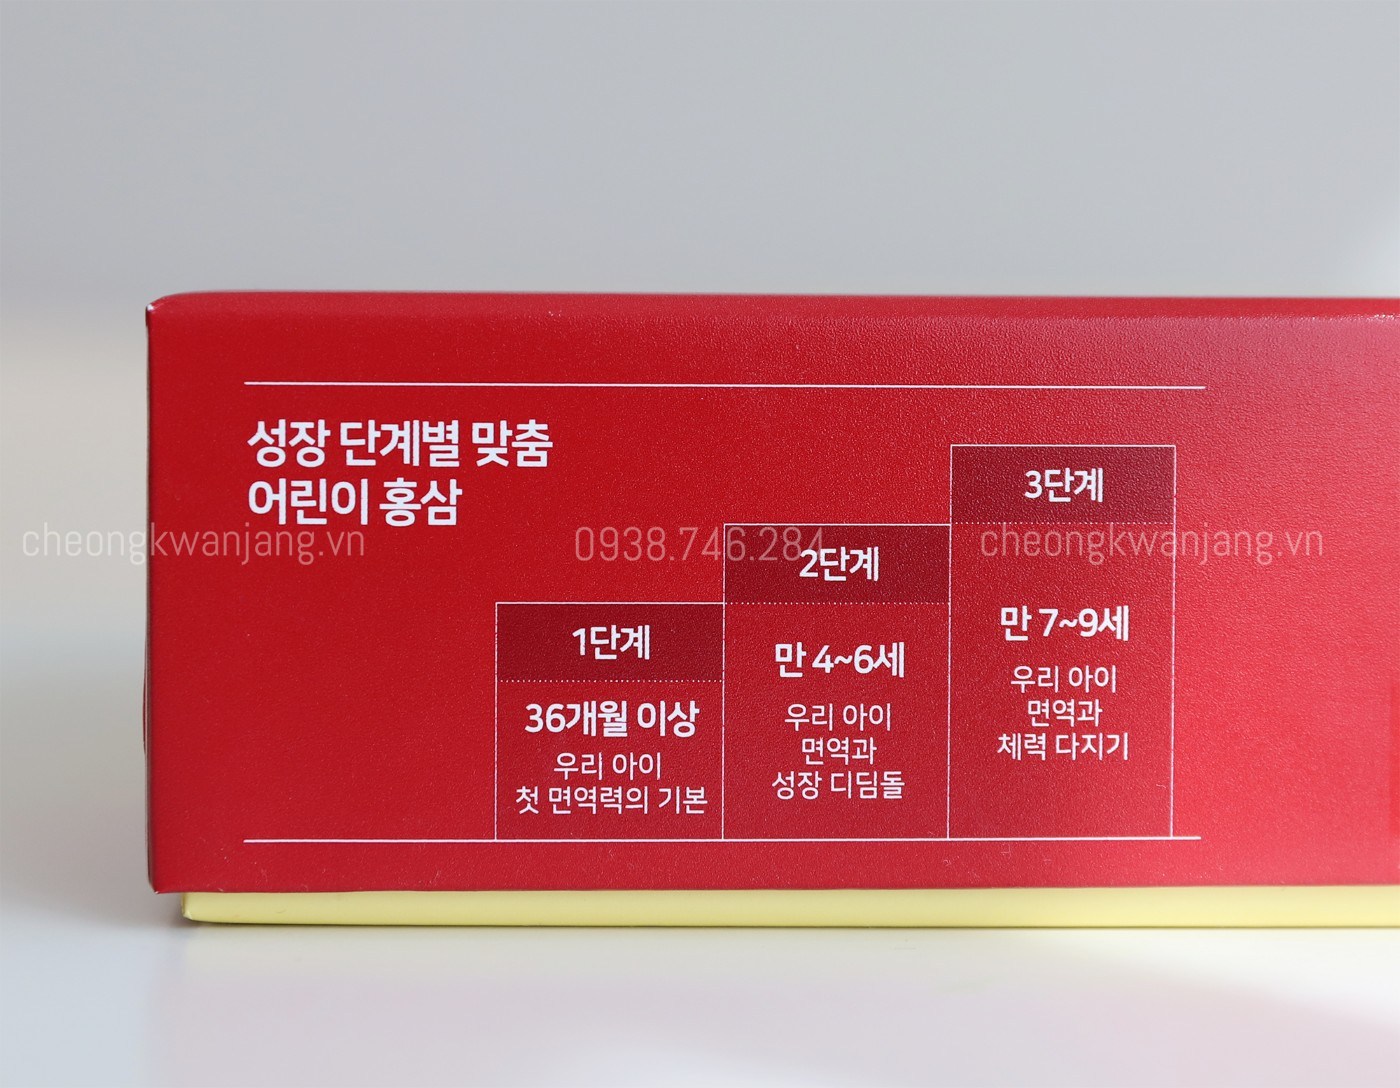 성장 단계별 맞춤
어린이 홍삼
cheongkwanjang.vn
0938.746.284
cheongkwanjang.vn
1단계
36개월 이상
우리 아이
첫 면역력의 기본
2단계
만 4~6세
우리 아이
면역과
성장 디딤돌
3단계
만 7~9세
우리 아이
면역과
체력 다지기